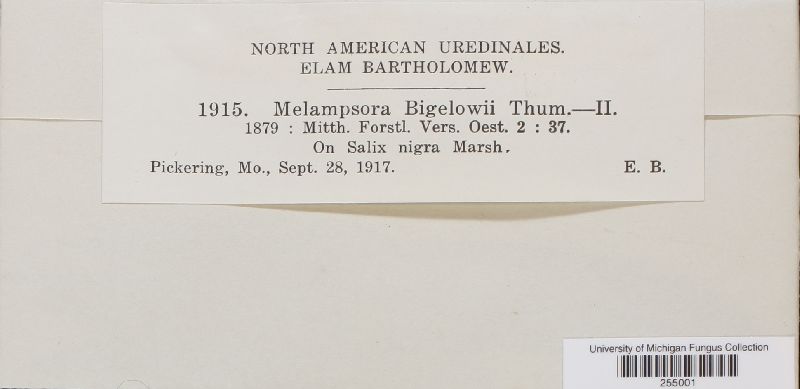 NORTH AMERICAN UREDINALES.
ELAM BARTHOLOMEW.
1915. Melampsora Bigelowii Thum.—II.
1879 : Mitth. Forstl. Vers. Oest. 2 : 37.
On Salix nigra Marsh.
Pickering, Mo., Sept. 28, 1917. E. B.
University of Michigan Fungus Collection
255001